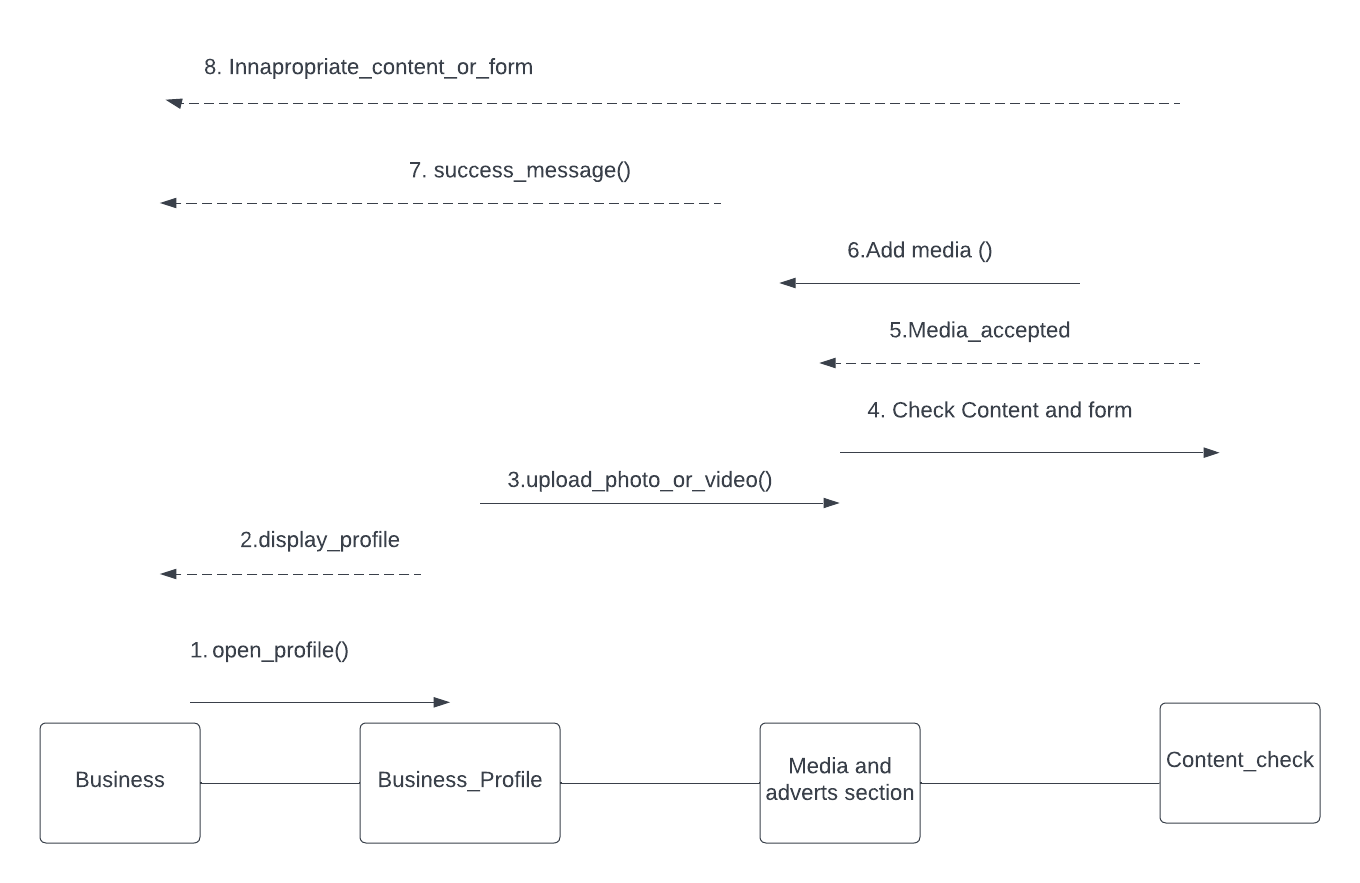 8. Innapropriate_content_or_form
7. success_message()
6.Add media ()
5.Media_accepted
4. Check Content and form
3.upload_photo_or_video()
2.display_profile
1. open_profile()
Business
Business_Profile
Media and
adverts section
Content_check